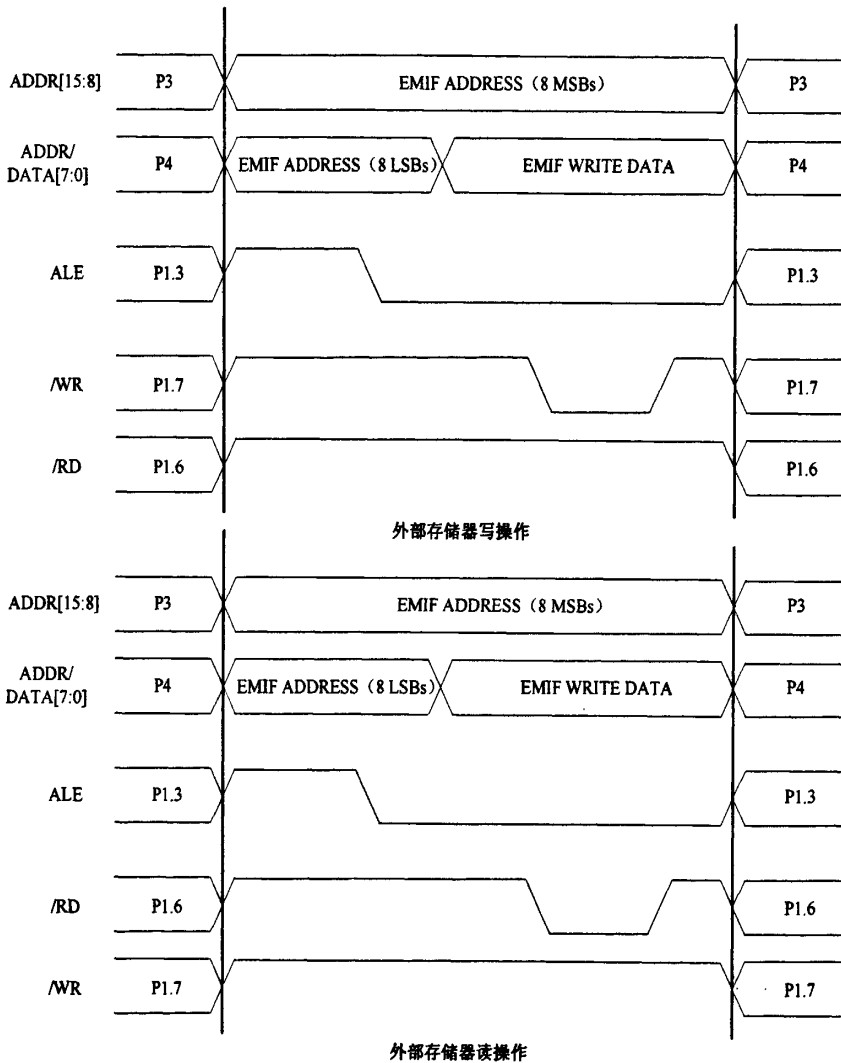 ADDR[15:8] P3 EMIF ADDRESS（8 MSBs） P3
ADDR/
DATA[7:0] P4 EMIF ADDRESS（8 LSBs） EMIF WRITE DATA P4
ALE P1.3 P1.3
/WR P1.7 P1.7
/RD P1.6 P1.6
外部存储器写操作
ADDR[15:8] P3 EMIF ADDRESS（8 MSBs） P3
ADDR/
DATA[7:0] P4 EMIF ADDRESS（8 LSBs） EMIF WRITE DATA P4
ALE P1.3 P1.3
/RD P1.6 P1.6
/WR P1.7 P1.7
外部存储器读操作